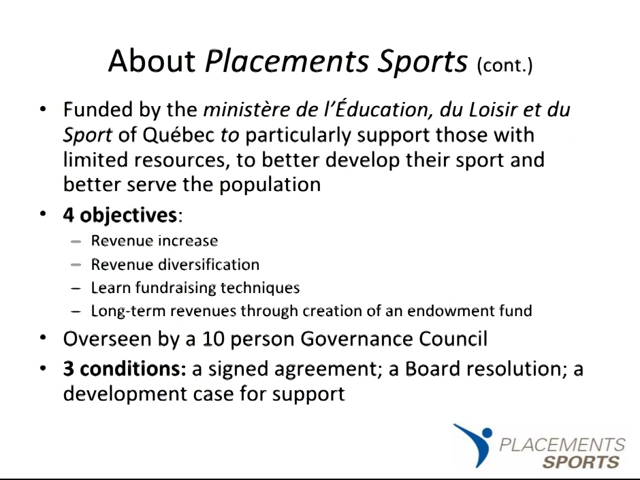 About Placements Sports (cont.)
• Funded by the ministère de l'Éducation, du Loisir et du
Sport of Québec to particularly support those with
limited resources, to better develop their sport and
better serve the population
• 4 objectives:
– Revenue increase
– Revenue diversification
– Learn fundraising techniques
– Long-term revenues through creation of an endowment fund
• Overseen by a 10 person Governance Council
• 3 conditions: a signed agreement; a Board resolution; a
development case for support
PLACEMENTS
SPORTS